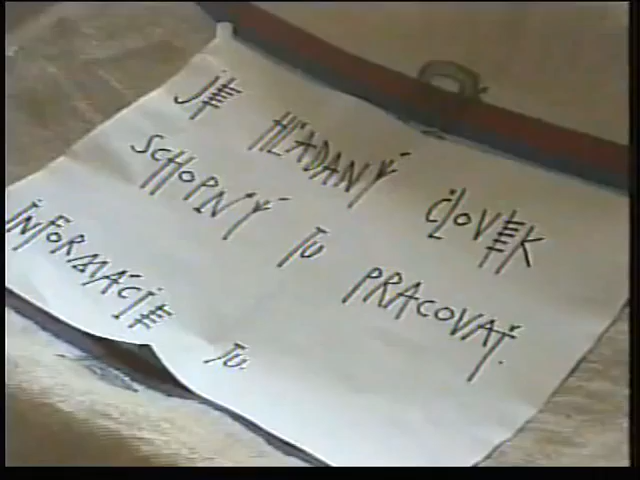 JE HĽADANÝ ČLOVEK
SCHOPNÝ TU PRACOVAŤ.
INFORMÁCIE TU.